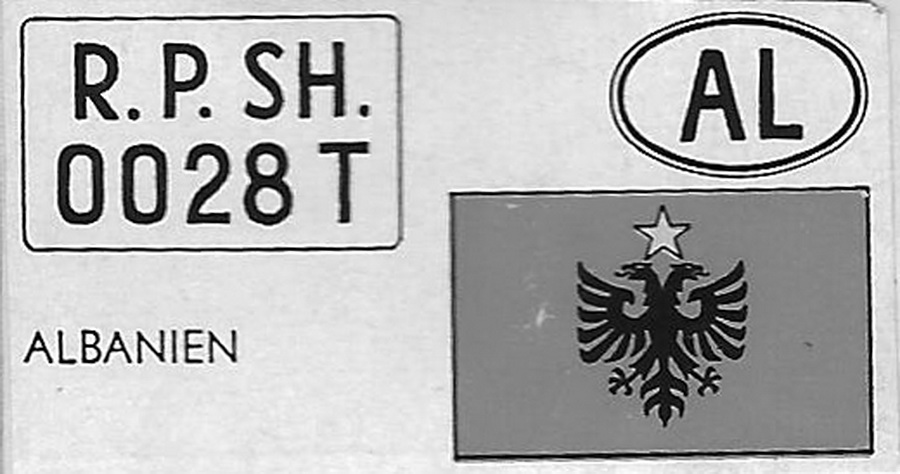 R. P. SH.
0028 T
AL
ALBANIEN